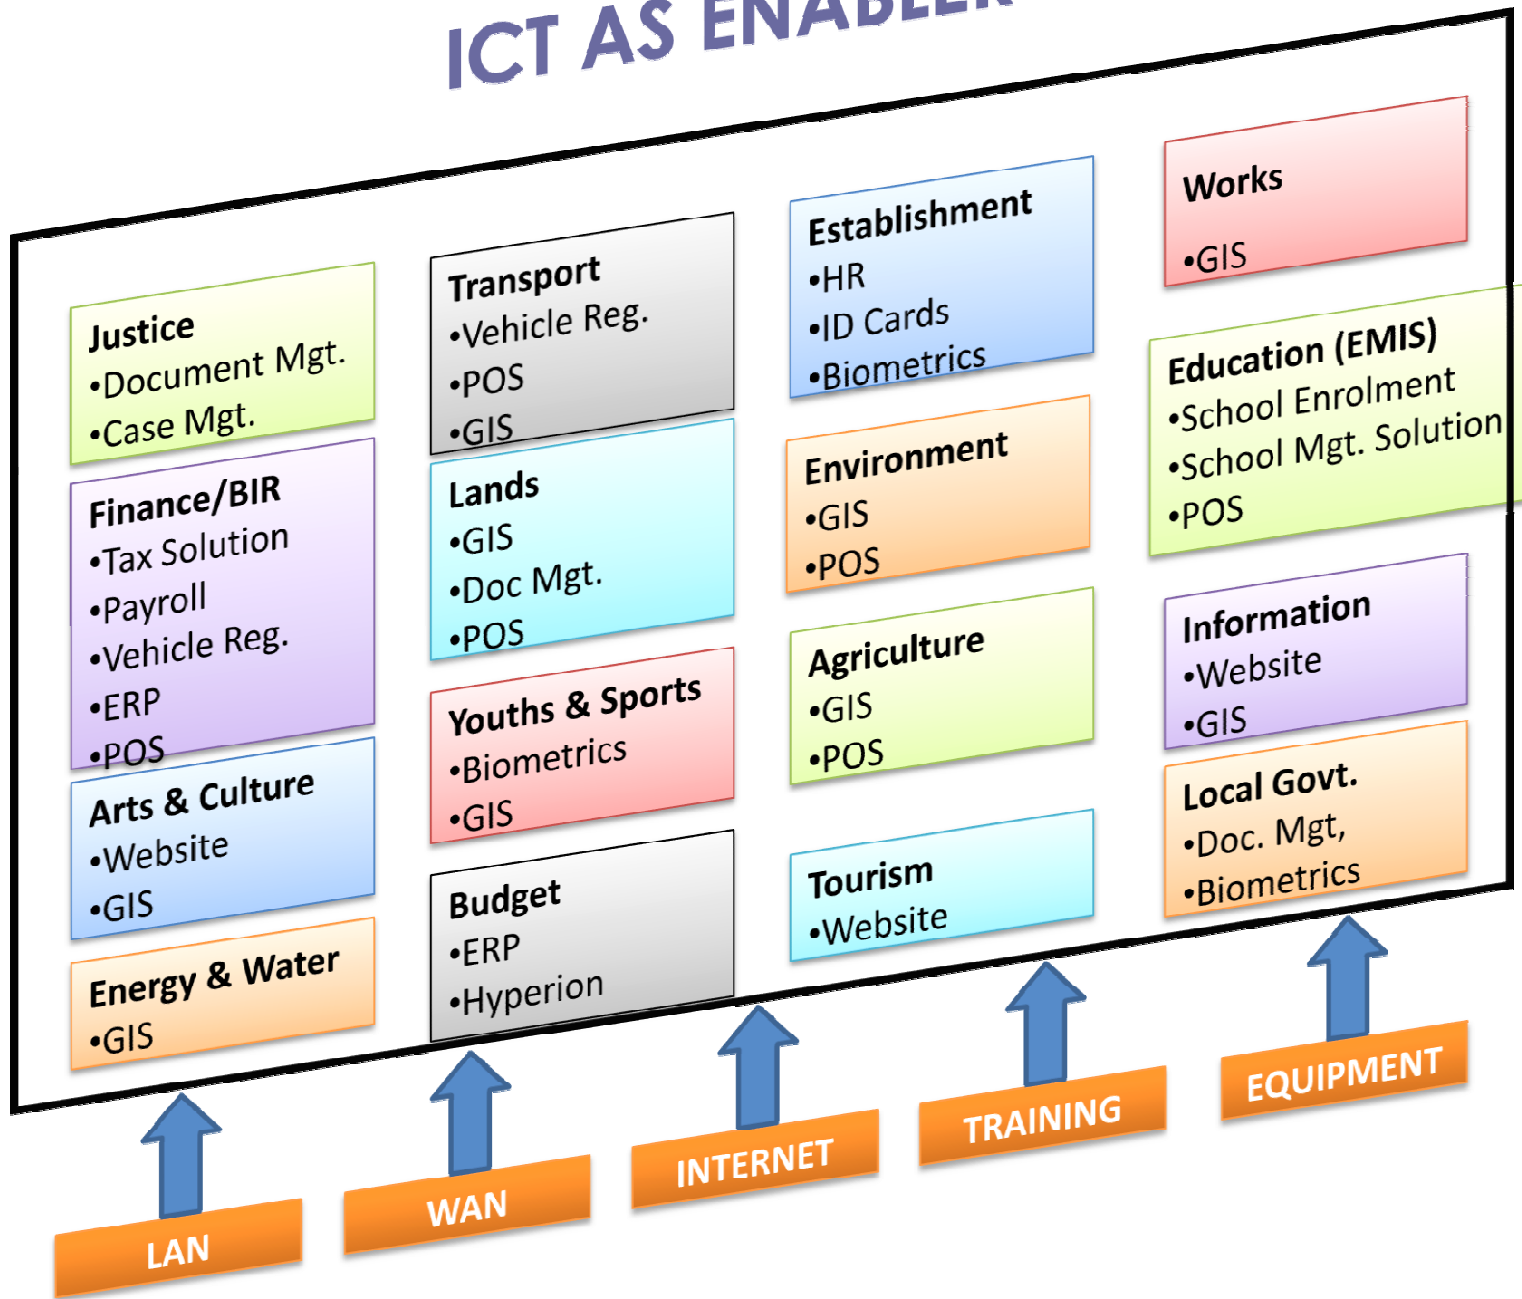 ICT AS ENABLER
Justice
•Document Mgt.
•Case Mgt.
Finance/BIR
•Tax Solution
•Payroll
•Vehicle Reg.
•ERP
•POS
Arts & Culture
•Website
•GIS
Energy & Water
•GIS
Transport
•Vehicle Reg.
•POS
•GIS
Lands
•GIS
•Doc Mgt.
•POS
Youths & Sports
•Biometrics
•GIS
Budget
•ERP
•Hyperion
Establishment
•HR
•ID Cards
•Biometrics
Environment
•GIS
•POS
Agriculture
•GIS
•POS
Tourism
•Website
Works
•GIS
Education (EMIS)
•School Enrolment
•School Mgt. Solution
•POS
Information
•Website
•GIS
Local Govt.
•Doc. Mgt,
•Biometrics
LAN
WAN
INTERNET
TRAINING
EQUIPMENT